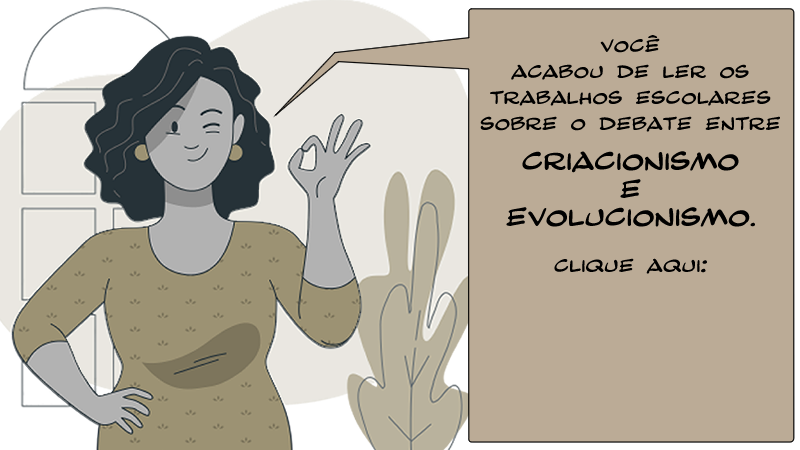 VOCÊ
ACABOU DE LER OS
TRABALHOS ESCOLARES
SOBRE O DEBATE ENTRE
CRIACIONISMO
E
EVOLUCIONISMO.
CLIQUE AQUI: